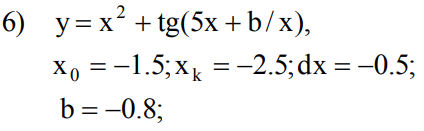 6) y = x² + tg(5x + b / x),
x₀ = −1.5; xₖ = −2.5; dx = −0.5;
b = −0.8;